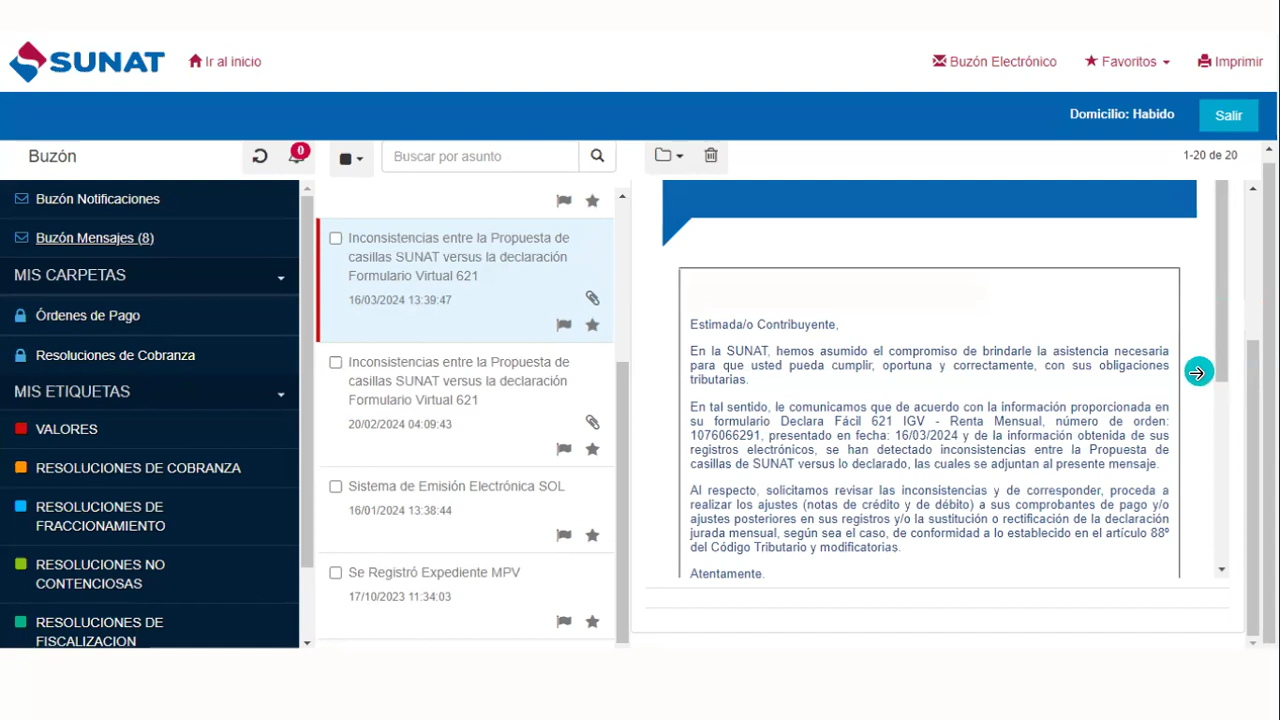 SUNAT
Ir al inicio
Buzón Electrónico
Favoritos
Imprimir
Domicilio: Habido
Salir
Buzón
0
Buscar por asunto
1-20 de 20
Buzón Notificaciones
Buzón Mensajes (8)
MIS CARPETAS
Órdenes de Pago
Resoluciones de Cobranza
MIS ETIQUETAS
VALORES
RESOLUCIONES DE COBRANZA
RESOLUCIONES DE
FRACCIONAMIENTO
RESOLUCIONES NO
CONTENCIOSAS
RESOLUCIONES DE
FISCALIZACION
Inconsistencias entre la Propuesta de
casillas SUNAT versus la declaración
Formulario Virtual 621
16/03/2024 13:39:47
Inconsistencias entre la Propuesta de
casillas SUNAT versus la declaración
Formulario Virtual 621
20/02/2024 04:09:43
Sistema de Emisión Electrónica SOL
16/01/2024 13:38:44
Se Registró Expediente MPV
17/10/2023 11:34:03
Estimada/o Contribuyente,
En la SUNAT, hemos asumido el compromiso de brindarle la asistencia necesaria
para que usted pueda cumplir, oportuna y correctamente, con sus obligaciones
tributarias.
En tal sentido, le comunicamos que de acuerdo con la información proporcionada en
su formulario Declara Fácil 621 IGV - Renta Mensual, número de orden:
1076066291, presentado en fecha: 16/03/2024 y de la información obtenida de sus
registros electrónicos, se han detectado inconsistencias entre la Propuesta de
casillas de SUNAT versus lo declarado, las cuales se adjuntan al presente mensaje.
Al respecto, solicitamos revisar las inconsistencias y de corresponder, proceda a
realizar los ajustes (notas de crédito y de débito) a sus comprobantes de pago y/o
ajustes posteriores en sus registros y/o la sustitución o rectificación de la declaración
jurada mensual, según sea el caso, de conformidad a lo establecido en el artículo 88º
del Código Tributario y modificatorias.
Atentamente.